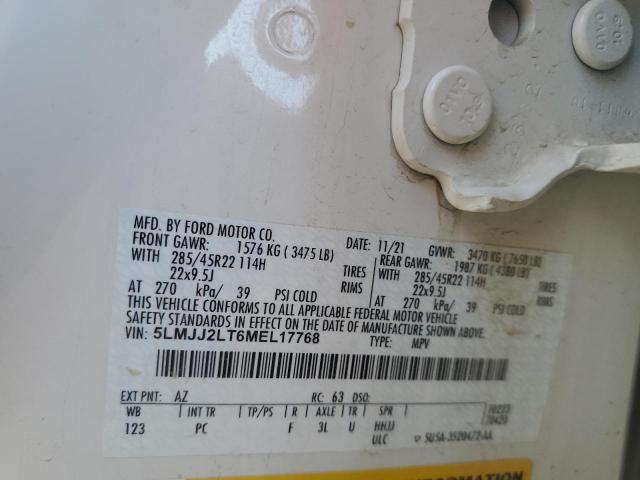 MFD. BY FORD MOTOR CO.
DATE: 11/21 GVWR: 3470 KG (7650 LB)
FRONT GAWR: 1576 KG (3475 LB)
REAR GAWR: 1987 KG (4380 LB)
WITH 285/45R22 114H TIRES
WITH 285/45R22 114H TIRES
22x9.5J RIMS
22x9.5J RIMS
AT 270 kPa/ 39 PSI COLD
AT 270 kPa/ 39 PSI COLD
THIS VEHICLE CONFORMS TO ALL APPLICABLE FEDERAL MOTOR VEHICLE
SAFETY STANDARDS IN EFFECT ON THE DATE OF MANUFACTURE SHOWN ABOVE.
VIN: 5LMJJ2LT6MEL17768 TYPE: MPV
EXT PNT: AZ RC: 63 DSO:
WB INT TR TP/PS R AXLE TR SPR
123 PC F 3L U HHJJ
ULC